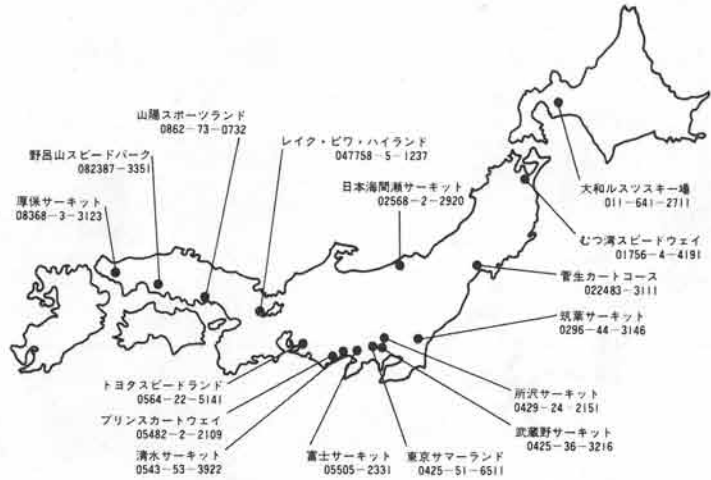 山陽スポーツランド
0862-73-0732
野呂山スピードパーク
082387-3351
厚保サーキット
08368-3-3123
レイク・ビワ・ハイランド
047758-5-1237
日本海間瀬サーキット
02568-2-2920
大和ルスツスキー場
011-641-2711
むつ湾スピードウェイ
01756-4-4191
菅生カートコース
022483-3111
筑葉サーキット
0296-44-3146
所沢サーキット
0429-24-2151
武蔵野サーキット
0425-36-3216
トヨタスピードランド
0564-22-5141
プリンスカートウェイ
05482-2-2109
清水サーキット
0543-53-3922
富士サーキット
05505-2331
東京サマーランド
0425-51-6511